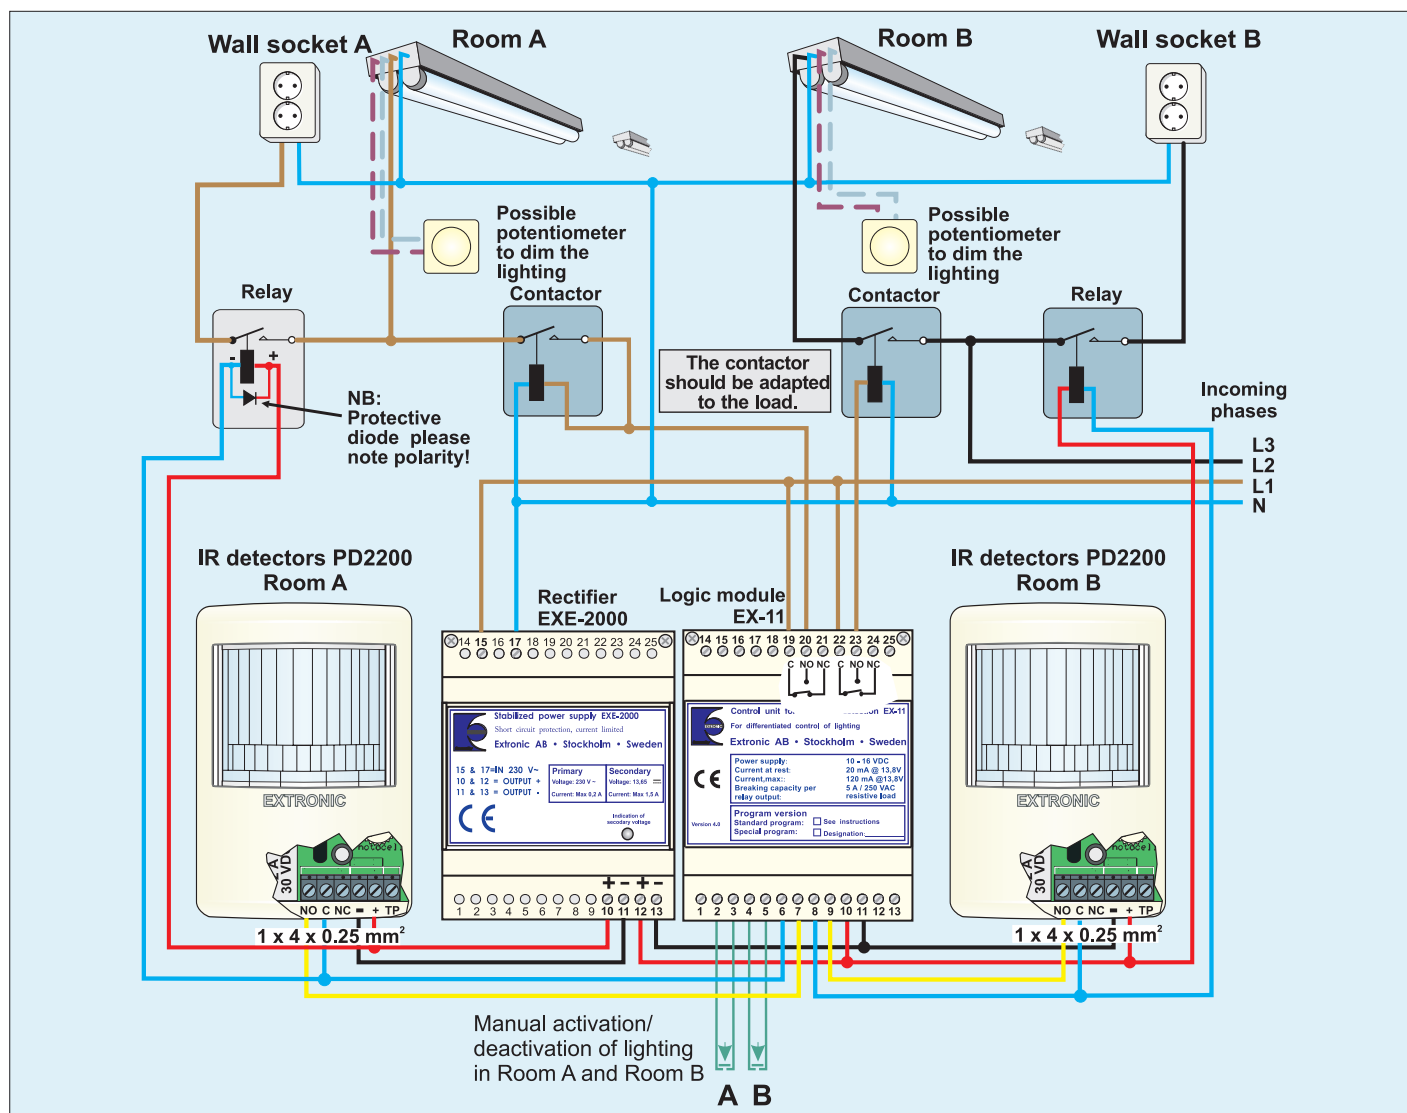 Wall socket A
Room A
Room B
Wall socket B
Possible
potentiometer
to dim the
lighting
Possible
potentiometer
to dim the
lighting
Relay
Contactor
Contactor
Relay
- +
The contactor
should be adapted
to the load.
NB:
Protective
diode please
note polarity!
Incoming
phases
L3
L2
L1
N
IR detectors PD2200
Room A
IR detectors PD2200
Room B
Rectifier
EXE-2000
Logic module
EX-11
14 15 16 17 18 19 20 21 22 23 24 25
14 15 16 17 18 19 20 21 22 23 24 25
C NO NC C NO NC
Stabilized power supply EXE-2000
Short circuit protection, current limited
Extronic AB • Stockholm • Sweden
15 & 17=IN 230 V~
10 & 12 = OUTPUT +
11 & 13 = OUTPUT -
Primary
Voltage: 230 V ~
Current: Max 0,2 A
Secondary
Voltage: 13,65
Current: Max 1,5 A
CE
Indication of
secodary voltage
Control unit for
EX-11
For differentiated control of lighting
Extronic AB • Stockholm • Sweden
CE
Power supply: 10 - 16 VDC
Current at rest: 20 mA @ 13,8V
Current,max:: 120 mA @13,8V
Breaking capacity per 5 A / 250 VAC
relay output: resistive load
Version 4.0
Program version
Standard program: See instructions
Special program: Designation:
EXTRONIC
EXTRONIC
30 VD
30 VD
NO C NC - + TP
1 x 4 x 0.25 mm²
+ - + -
1 2 3 4 5 6 7 8 9 10 11 12 13
1 2 3 4 5 6 7 8 9 10 11 12 13
NO C NC - + TP
1 x 4 x 0.25 mm²
Manual activation/
deactivation of lighting
in Room A and Room B
A B